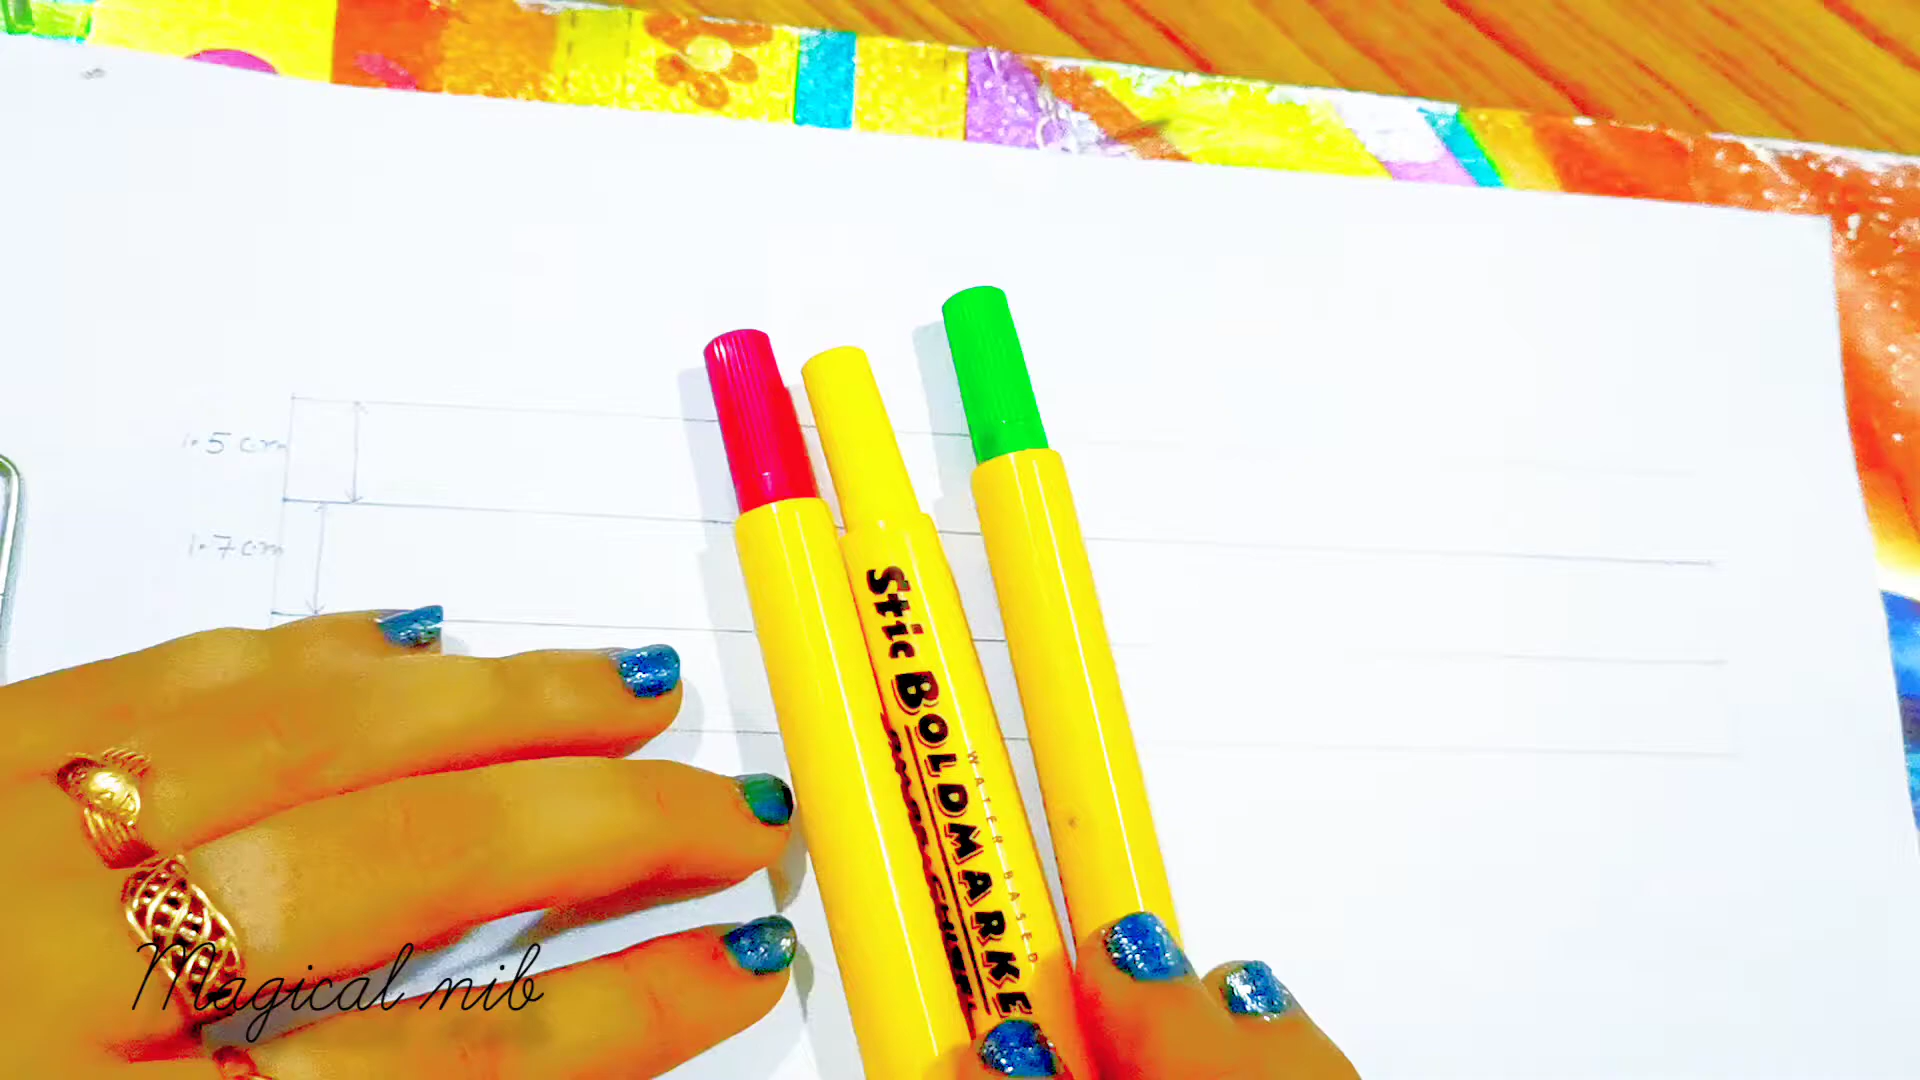 1.5 cm
1.7 cm
Stic BOLDMARKE
WATER BASED
Magical nib